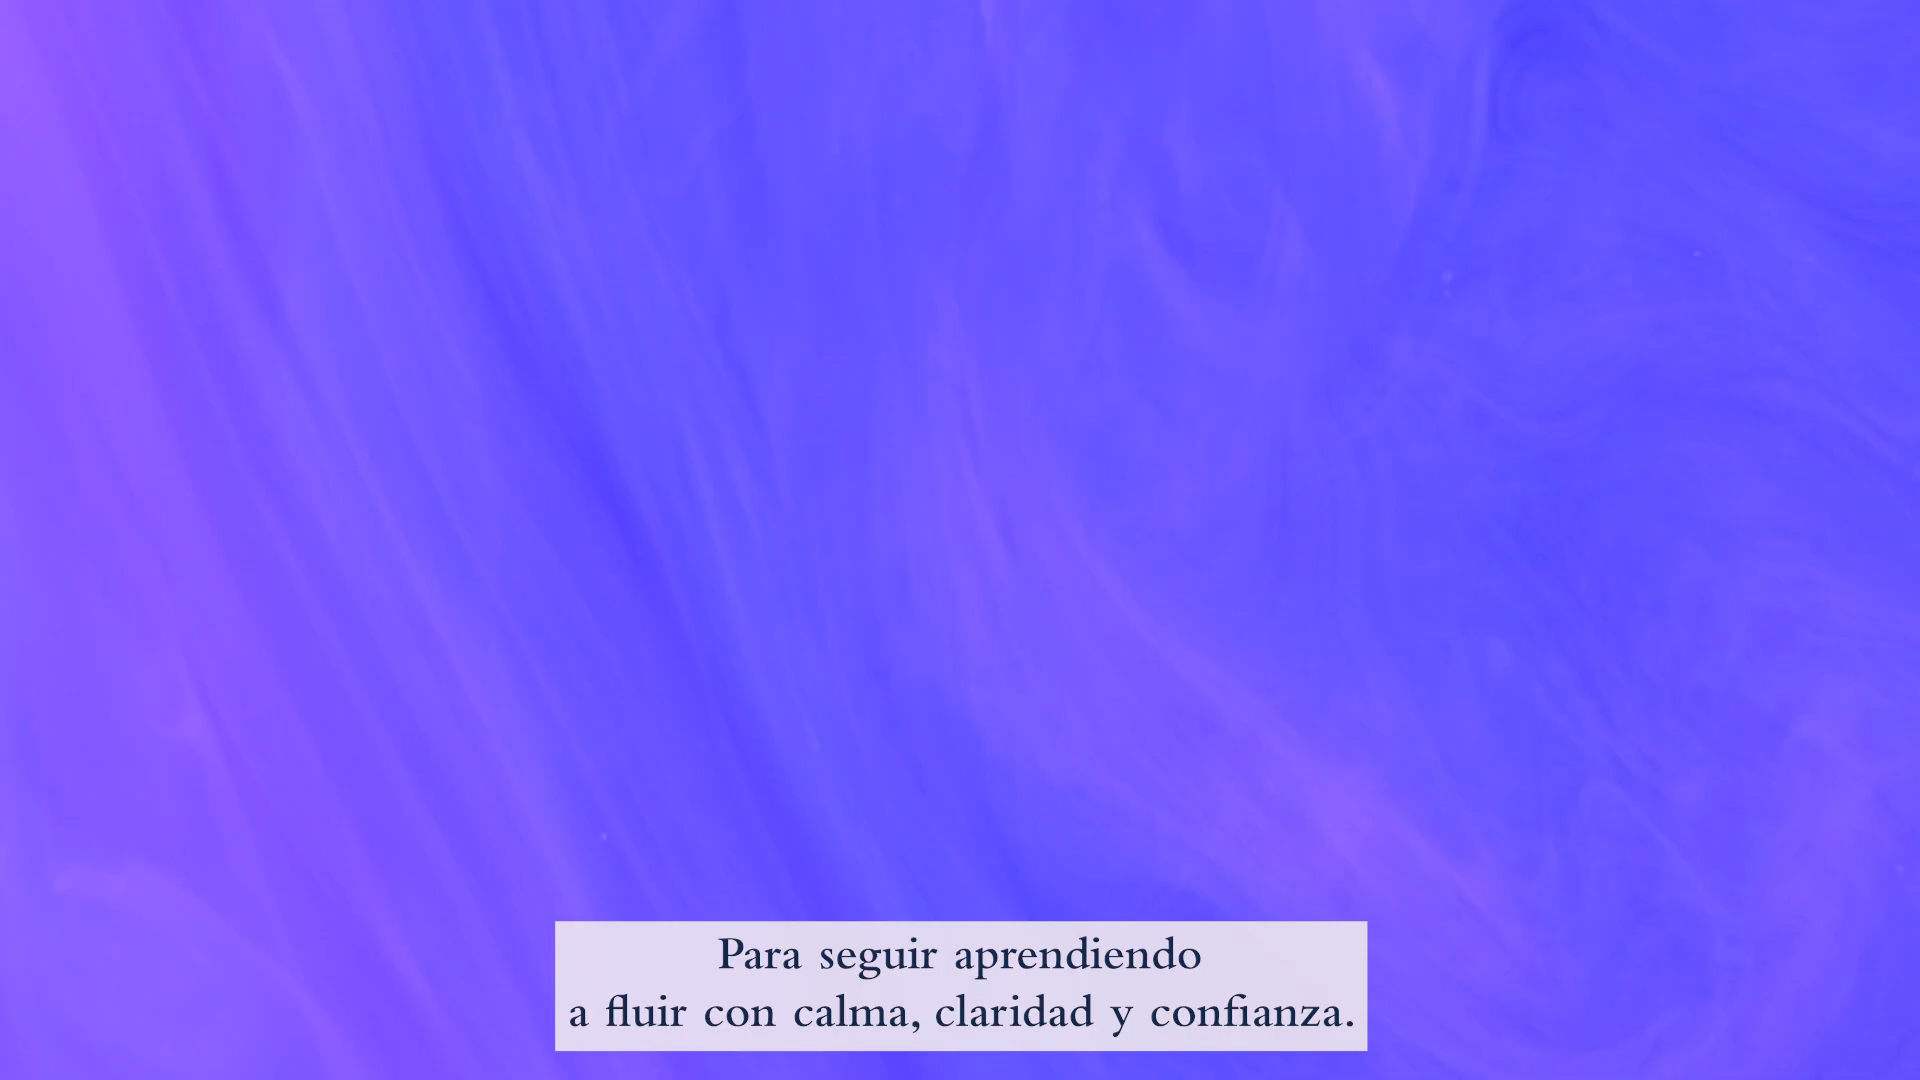 Para seguir aprendiendo
a fluir con calma, claridad y confianza.